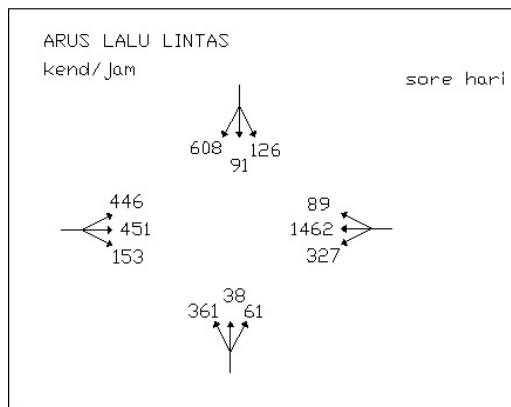 ARUS LALU LINTAS
kend/jam
sore hari
608 126
91
446 89
451 1462
153 327
38
361 61